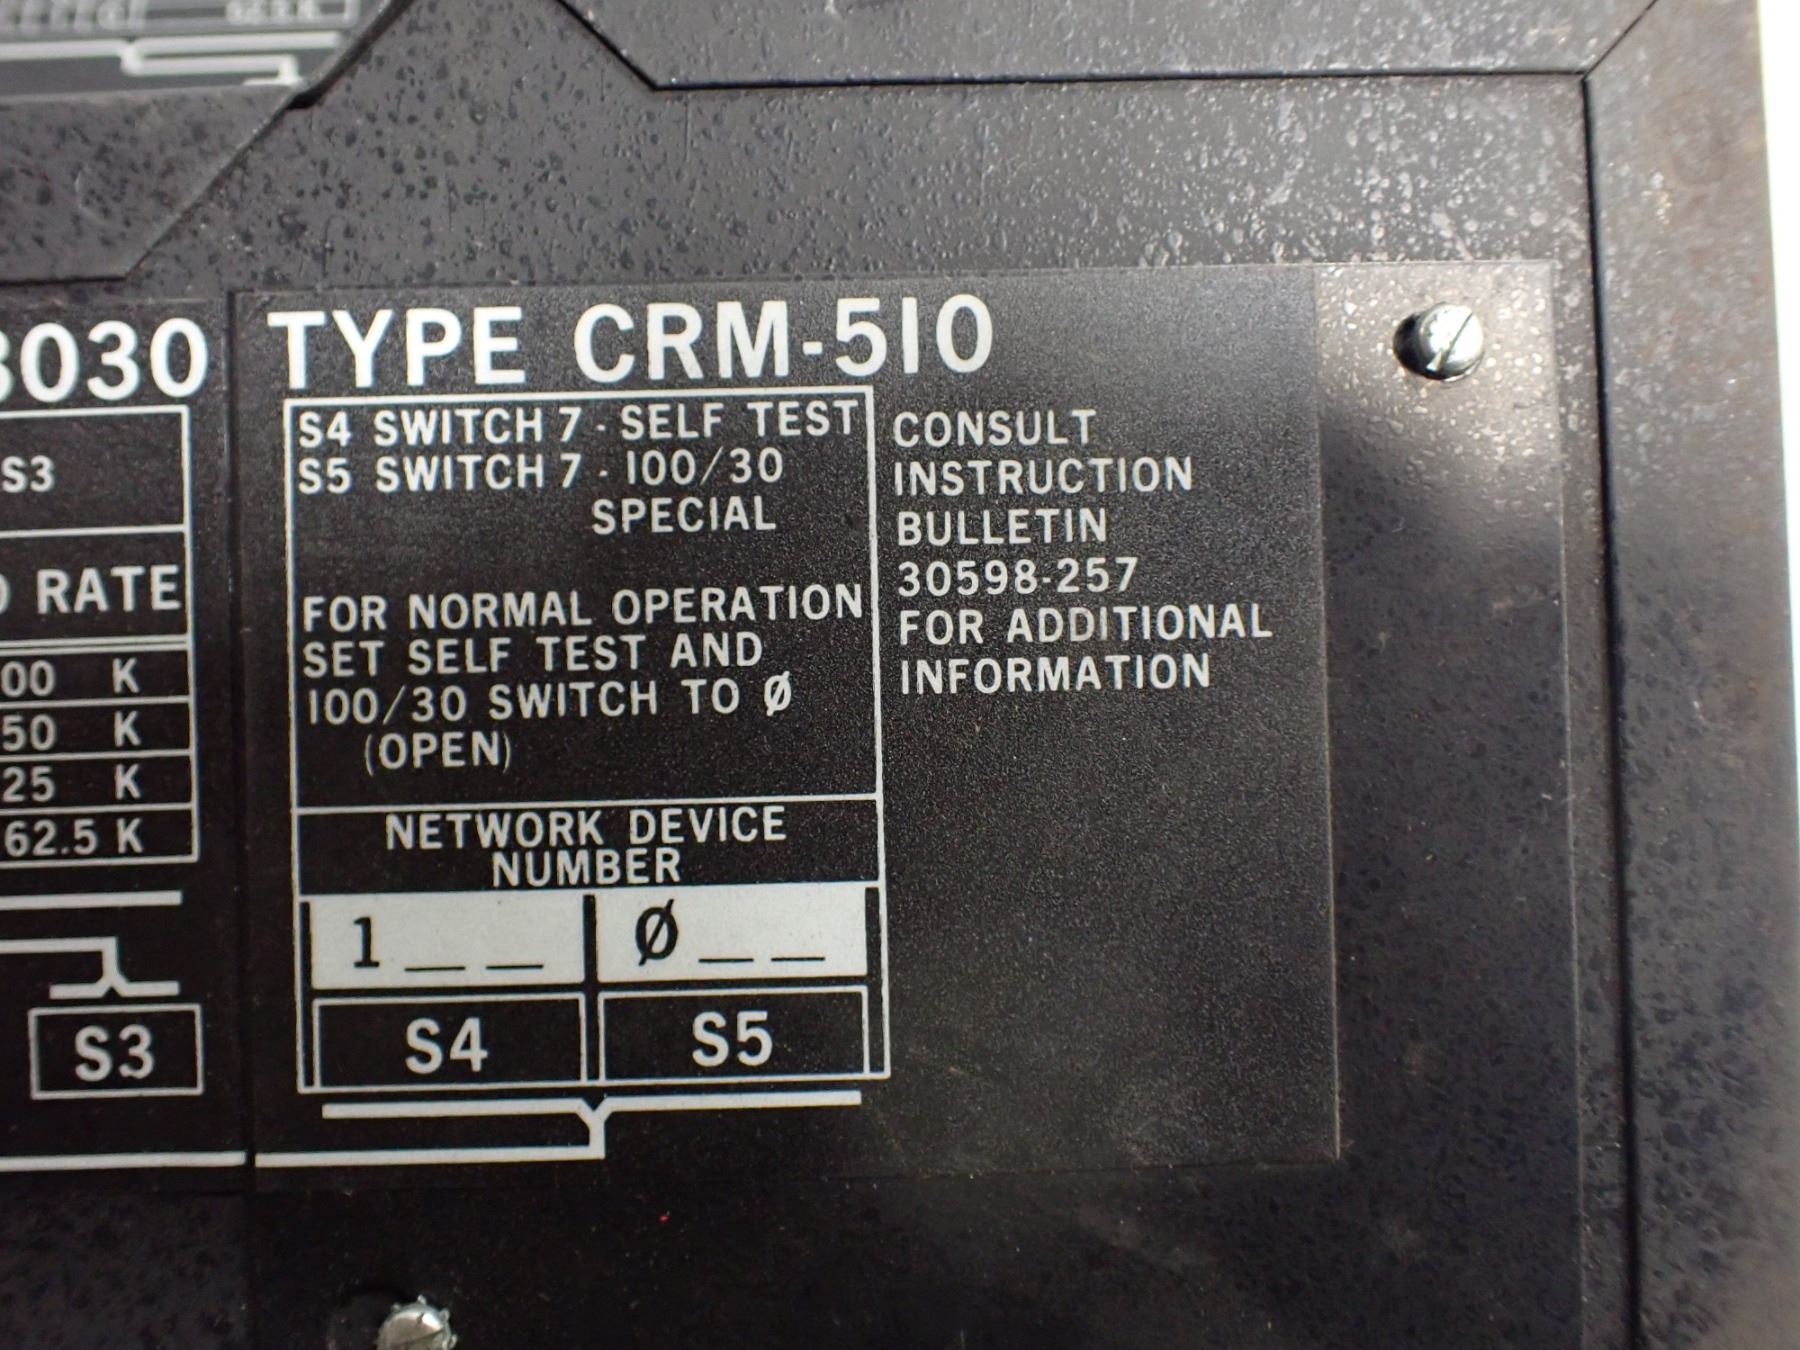 030
S3
RATE
00 K
50 K
25 K
62.5 K
S3
TYPE CRM-510
S4 SWITCH 7 - SELF TEST
S5 SWITCH 7 - 100/30
SPECIAL
FOR NORMAL OPERATION
SET SELF TEST AND
100/30 SWITCH TO Ø
(OPEN)
NETWORK DEVICE
NUMBER
1 _ _ Ø _ _
S4 S5
CONSULT
INSTRUCTION
BULLETIN
30598-257
FOR ADDITIONAL
INFORMATION